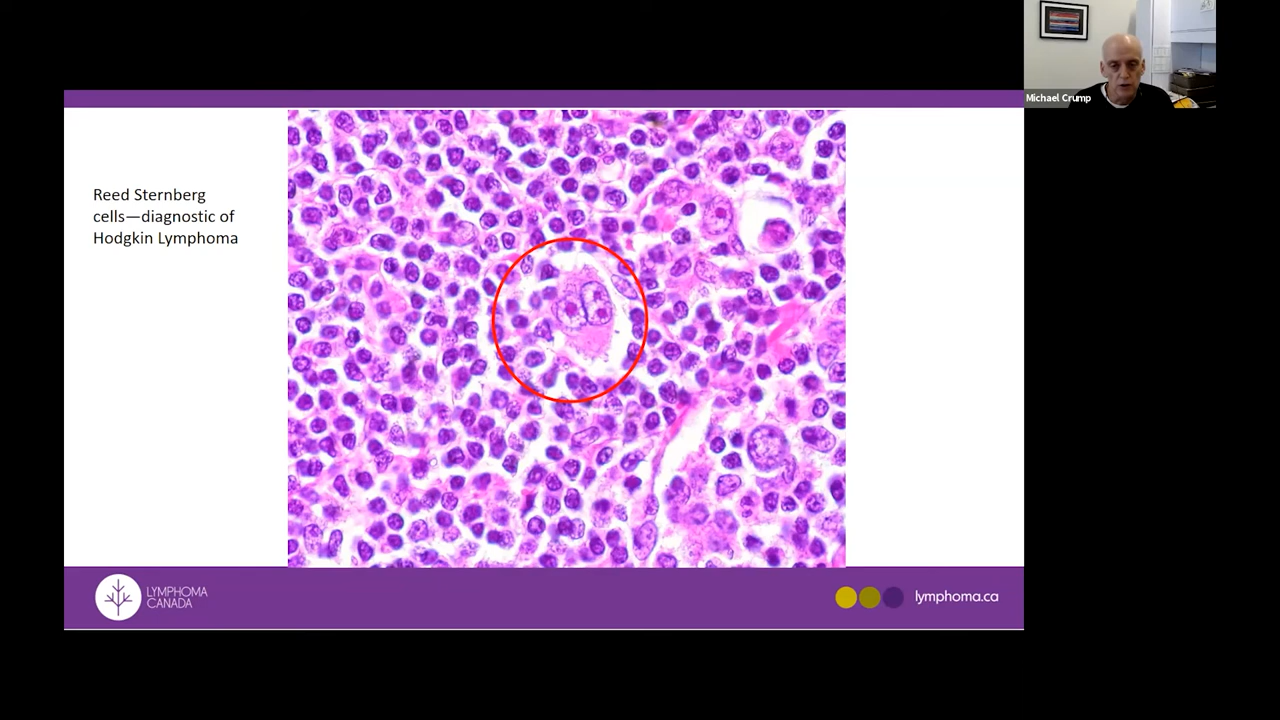 Michael Crump
Reed Sternberg
cells—diagnostic of
Hodgkin Lymphoma
LYMPHOMA
CANADA
lymphoma.ca